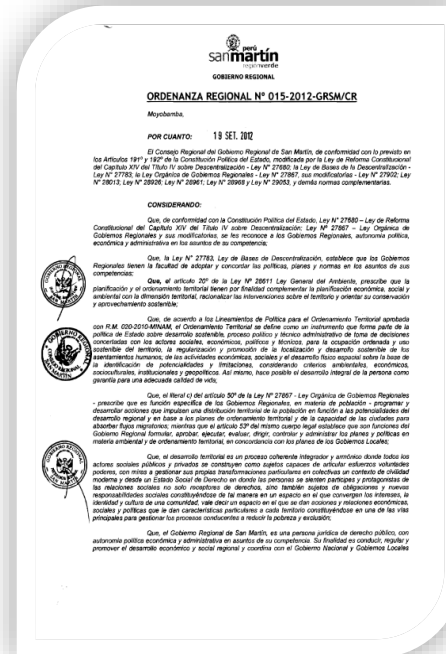 perú
sanmartín
regionverde
GOBIERNO REGIONAL
ORDENANZA REGIONAL Nº 015-2012-GRSM/CR
Moyobamba,
POR CUANTO: 19 SET. 2012
El Consejo Regional del Gobierno Regional de San Martín, de conformidad con lo previsto en
los Artículos 191º y 192º de la Constitución Política del Estado, modificada por la Ley de Reforma Constitucional
del Capítulo XIV del Título IV sobre Descentralización - Ley Nº 27680; la Ley de Bases de la Descentralización -
Ley Nº 27783; la Ley Orgánica de Gobiernos Regionales - Ley Nº 27867, sus modificatorias - Ley Nº 27902; Ley
Nº 28013; Ley Nº 28926; Ley Nº 28961; Ley Nº 28968 y Ley Nº 29053, y demás normas complementarias.
CONSIDERANDO:
Que, de conformidad con la Constitución Política del Estado, Ley Nº 27680 – Ley de Reforma
Constitucional del Capítulo XIV del Título IV sobre Descentralización; Ley Nº 27867 – Ley Orgánica de
Gobiernos Regionales y sus modificatorias, se les reconoce a los Gobiernos Regionales, autonomía política,
económica y administrativa en los asuntos de su competencia;
Que, la Ley Nº 27783, Ley de Bases de Descentralización, establece que los Gobiernos
Regionales tienen la facultad de adoptar y concordar las políticas, planes y normas en los asuntos de sus
competencias;
Que, el artículo 20º de la Ley Nº 28611 Ley General del Ambiente, prescribe que la
planificación y el ordenamiento territorial tienen por finalidad complementar la planificación económica, social y
ambiental con la dimensión territorial, racionalizar las intervenciones sobre el territorio y orientar su conservación
y aprovechamiento sostenible;
Que, de acuerdo a los Lineamientos de Política para el Ordenamiento Territorial aprobada
con R.M. 020-2010-MINAM, el Ordenamiento Territorial se define como un instrumento que forma parte de la
política de Estado sobre desarrollo sostenible, proceso político y técnico administrativo de toma de decisiones
concertadas con los actores sociales, económicos, políticos y técnicos, para la ocupación ordenada y uso
sostenible del territorio, la regularización y promoción de la localización y desarrollo sostenible de los
asentamientos humanos; de las actividades económicas, sociales y el desarrollo físico espacial sobre la base de
la identificación de potencialidades y limitaciones, considerando criterios ambientales, económicos,
socioculturales, institucionales y geopolíticos. Así mismo, hace posible el desarrollo integral de la persona como
garantía para una adecuada calidad de vida;
Que, el literal c) del artículo 50º de la Ley Nº 27867 - Ley Orgánica de Gobiernos Regionales
- prescribe que es función específica de los Gobiernos Regionales, en materia de población - programar y
desarrollar acciones que impulsen una distribución territorial de la población en función a las potencialidades del
desarrollo regional y en base a los planes de ordenamiento territorial y de la capacidad de las ciudades para
absorber flujos migratorios; mientras que el artículo 53º del mismo cuerpo legal establece que son funciones del
Gobierno Regional formular, aprobar, ejecutar, evaluar, dirigir, controlar y administrar los planes y políticas en
materia ambiental y de ordenamiento territorial, en concordancia con los planes de los Gobiernos Locales;
Que, el desarrollo territorial es un proceso coherente integrador y armónico donde todos los
actores sociales públicos y privados se construyen como sujetos capaces de articular esfuerzos voluntades
poderes, con miras a gestionar sus propias transformaciones particulares en colectivas un contexto de civilidad
moderna y desde un Estado Social de Derecho en donde las personas se sienten partícipes y protagonistas de
las relaciones sociales no solo receptores de derechos, sino también sujetos de obligaciones y nuevas
responsabilidades sociales constituyéndose de tal manera en un espacio en el que convergen los intereses, la
identidad y cultura de una comunidad, vale decir un espacio en el que se dan acciones y relaciones económicas,
sociales y políticas que le dan características particulares a cada territorio constituyéndose en una de las vías
principales para gestionar los procesos conducentes a reducir la pobreza y exclusión;
Que, el Gobierno Regional de San Martín, es una persona jurídica de derecho público, con
autonomía política económica y administrativa en asuntos de su competencia. Su finalidad es conducir, regular y
promover el desarrollo económico y social regional y coordina con el Gobierno Nacional y Gobiernos Locales